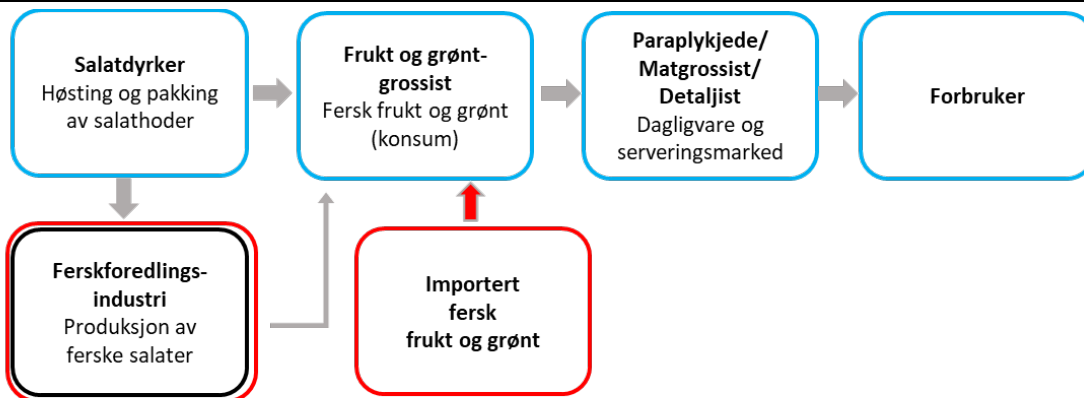 Salatdyrker
Høsting og pakking
av salathoder
Frukt og grønt-
grossist
Fersk frukt og grønt
(konsum)
Paraplykjede/
Matgrossist/
Detaljist
Dagligvare og
serveringsmarked
Forbruker
Ferskforedlings-
industri
Produksjon av
ferske salater
Importert
fersk
frukt og grønt